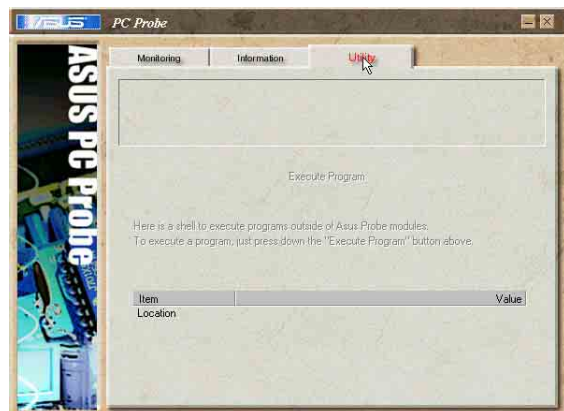 ASUS PC Probe
Monitoring Information Utility
ASUS PC Probe
Execute Program
Here is a shell to execute programs outside of Asus Probe modules.
To execute a program, just press down the "Execute Program" button above.
Item Value
Location